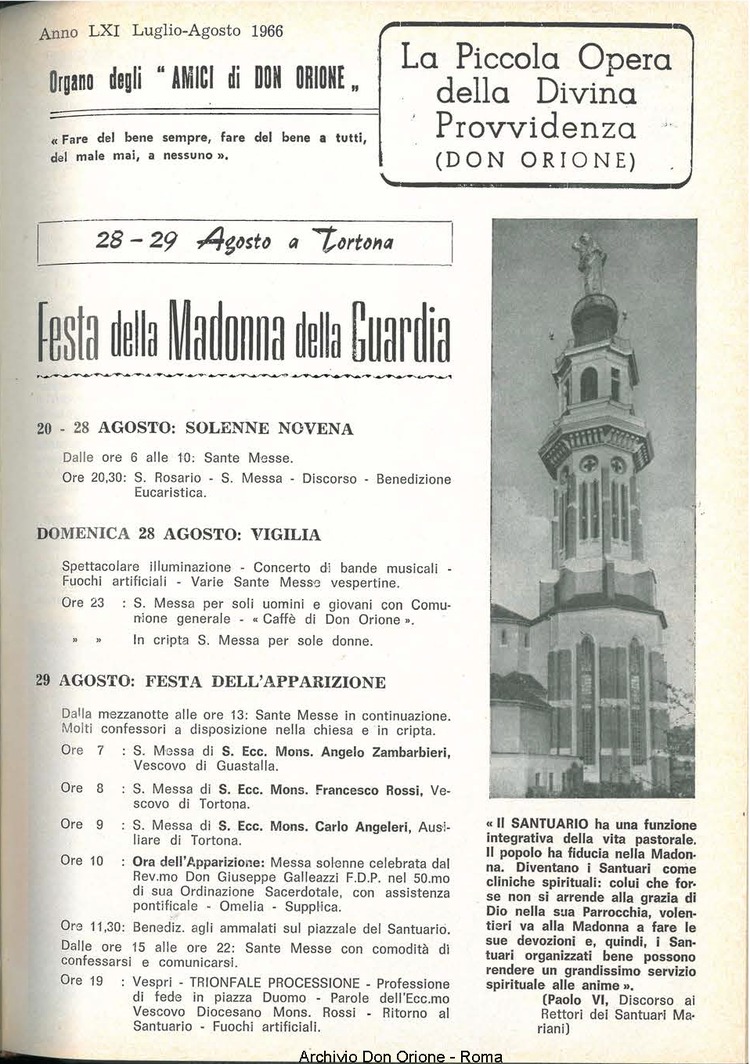 Anno LXI Luglio-Agosto 1966
Organo degli " AMICI di DON ORIONE „
« Fare del bene sempre, fare del bene a tutti,
del male mai, a nessuno ».
La Piccola Opera
della Divina
Provvidenza
(DON ORIONE)
28 - 29 Agosto a Tortona
Festa della Madonna della Guardia
20 - 28 AGOSTO: SOLENNE NOVENA
Dalle ore 6 alle 10: Sante Messe.
Ore 20,30: S. Rosario - S. Messa - Discorso - Benedizione
Eucaristica.
DOMENICA 28 AGOSTO: VIGILIA
Spettacolare illuminazione - Concerto di bande musicali -
Fuochi artificiali - Varie Sante Messe vespertine.
Ore 23 : S. Messa per soli uomini e giovani con Comu-
nione generale - « Caffè di Don Orione ».
» » In cripta S. Messa per sole donne.
29 AGOSTO: FESTA DELL'APPARIZIONE
Dalla mezzanotte alle ore 13: Sante Messe in continuazione.
Molti confessori a disposizione nella chiesa e in cripta.
Ore 7 : S. Messa di S. Ecc. Mons. Angelo Zambarbieri,
Vescovo di Guastalla.
Ore 8 : S. Messa di S. Ecc. Mons. Francesco Rossi, Ve-
scovo di Tortona.
Ore 9 : S. Messa di S. Ecc. Mons. Carlo Angeleri, Ausi-
liare di Tortona.
Ore 10 : Ora dell'Apparizione: Messa solenne celebrata dal
Rev.mo Don Giuseppe Galleazzi F.D.P. nel 50.mo
di sua Ordinazione Sacerdotale, con assistenza
pontificale - Omelia - Supplica.
Ore 11,30: Benediz. agli ammalati sul piazzale del Santuario.
Dalle ore 15 alle ore 22: Sante Messe con comodità di
confessarsi e comunicarsi.
Ore 19 : Vespri - TRIONFALE PROCESSIONE - Professione
di fede in piazza Duomo - Parole dell'Ecc.mo
Vescovo Diocesano Mons. Rossi - Ritorno al
Santuario - Fuochi artificiali.
« Il SANTUARIO ha una funzione
integrativa della vita pastorale.
Il popolo ha fiducia nella Madon-
na. Diventano i Santuari come
cliniche spirituali: colui che for-
se non si arrende alla grazia di
Dio nella sua Parrocchia, volen-
tieri va alla Madonna a fare le
sue devozioni e, quindi, i San-
tuari organizzati bene possono
rendere un grandissimo servizio
spirituale alle anime ».
(Paolo VI, Discorso ai
Rettori dei Santuari Ma-
riani)
Archivio Don Orione - Roma